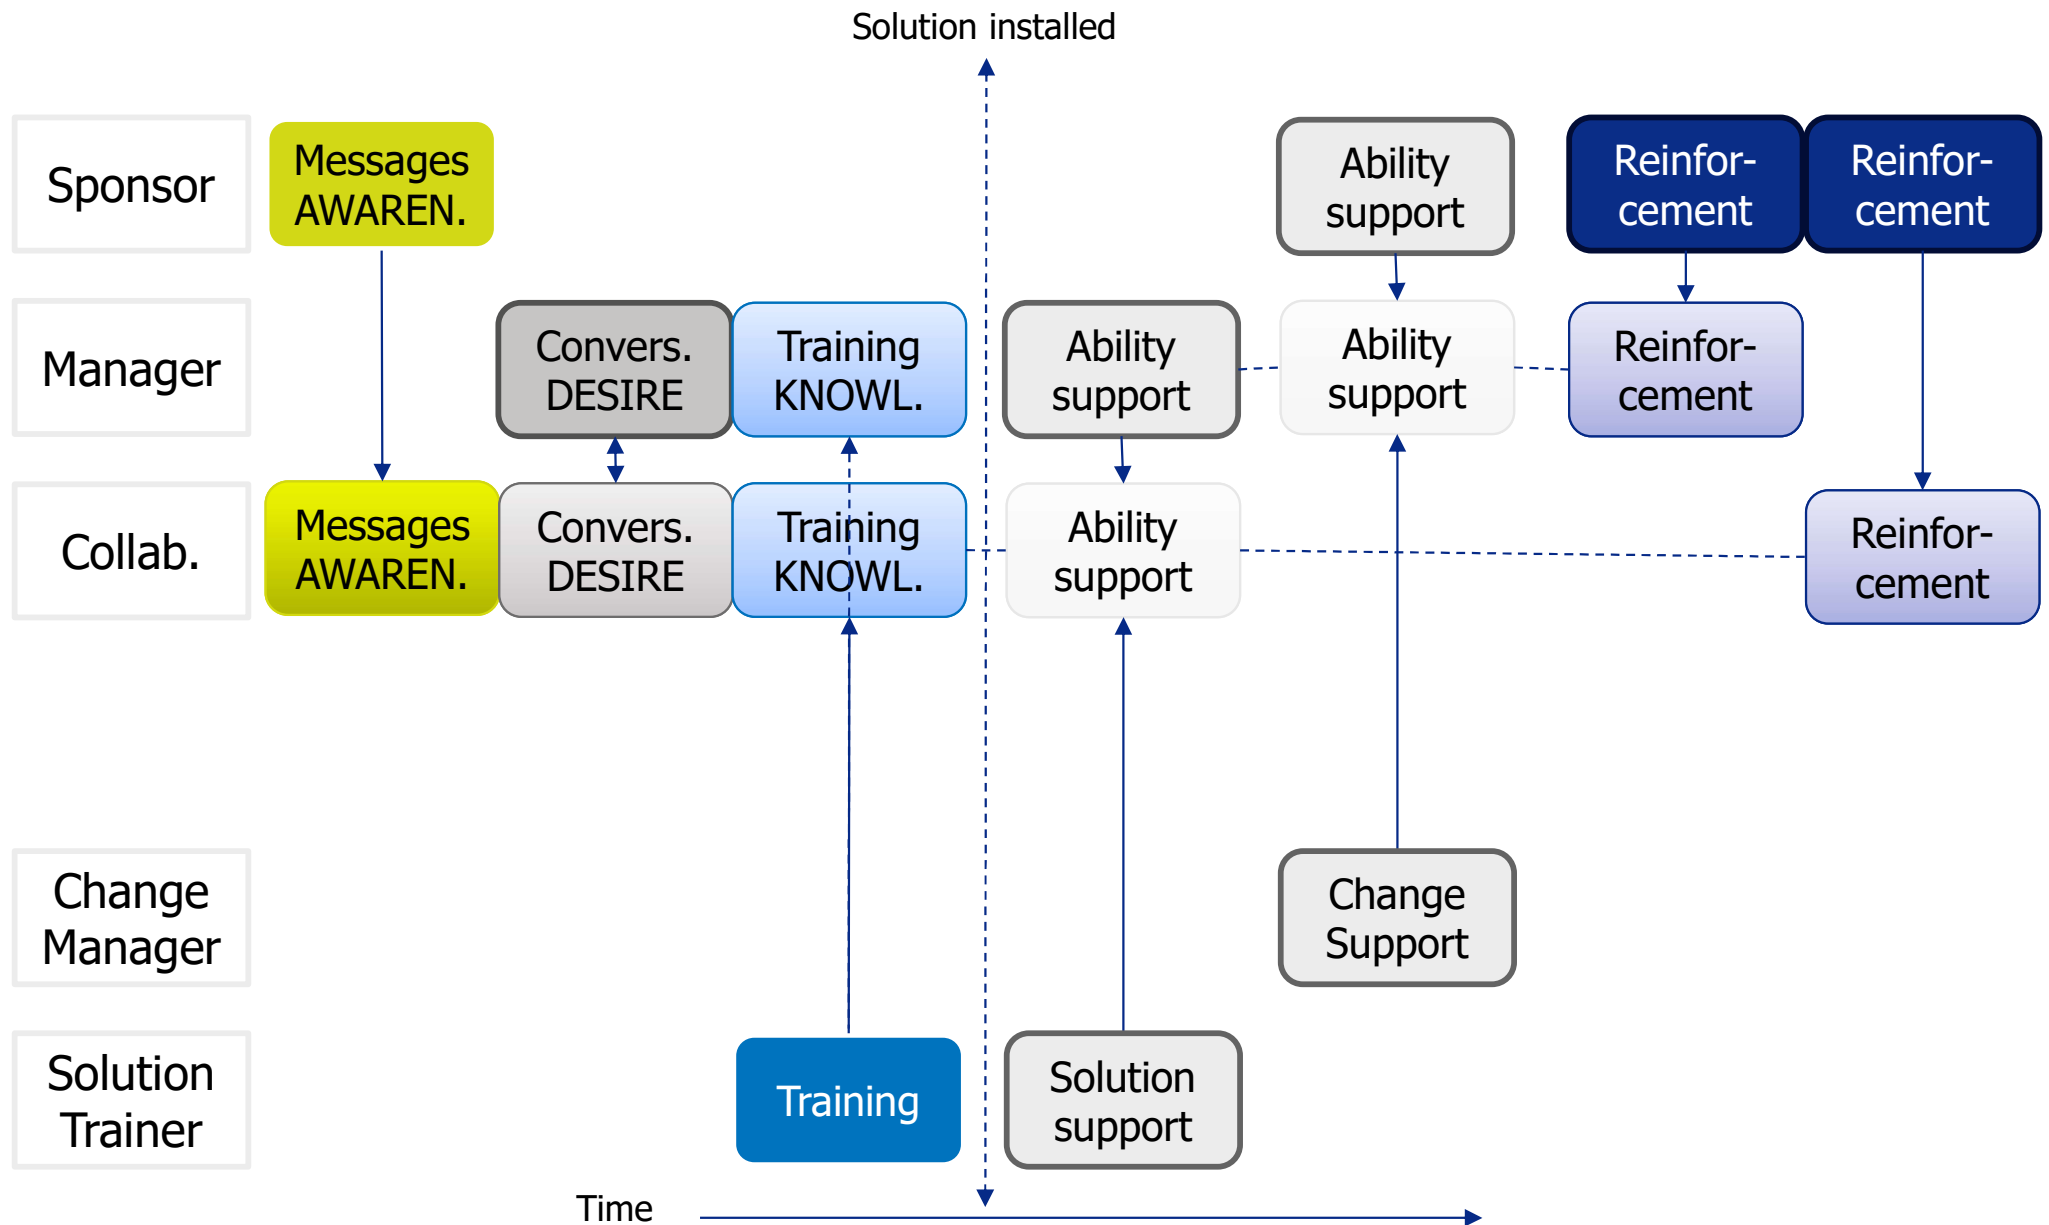 Solution installed
Sponsor
Messages
AWAREN.
Ability
support
Reinfor-
cement
Reinfor-
cement
Manager
Convers.
DESIRE
Training
KNOWL.
Ability
support
Ability
support
Reinfor-
cement
Collab.
Messages
AWAREN.
Convers.
DESIRE
Training
KNOWL.
Ability
support
Reinfor-
cement
Change
Manager
Change
Support
Solution
Trainer
Training
Solution
support
Time